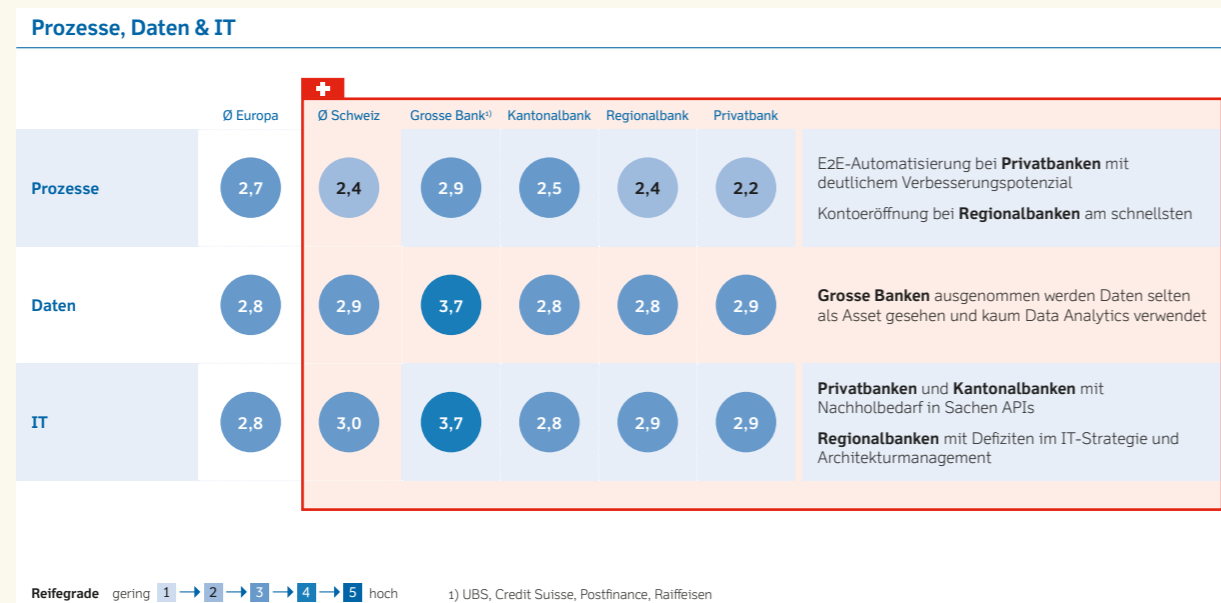 Prozesse, Daten & IT
Ø Europa
Ø Schweiz
Grosse Bank¹⁾
Kantonalbank
Regionalbank
Privatbank
Prozesse
2,7
2,4
2,9
2,5
2,4
2,2
E2E-Automatisierung bei Privatbanken mit
deutlichem Verbesserungspotenzial
Kontoeröffnung bei Regionalbanken am schnellsten
Daten
2,8
2,9
3,7
2,8
2,8
2,9
Grosse Banken ausgenommen werden Daten selten
als Asset gesehen und kaum Data Analytics verwendet
IT
2,8
3,0
3,7
2,8
2,9
2,9
Privatbanken und Kantonalbanken mit
Nachholbedarf in Sachen APIs
Regionalbanken mit Defiziten im IT-Strategie und
Architekturmanagement
Reifegrade gering 1 → 2 → 3 → 4 → 5 hoch
1) UBS, Credit Suisse, Postfinance, Raiffeisen